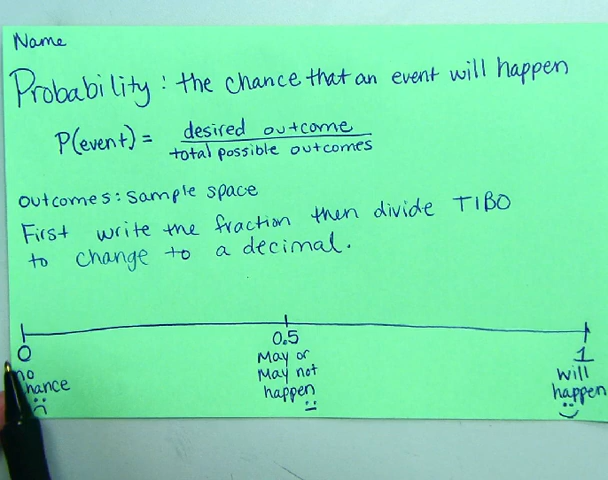 Name
Probability: the chance that an event will happen
P(event) = desired outcome
total possible outcomes
outcomes: sample space
First write the fraction then divide TIBO
to change to a decimal.
0
no
chance
0.5
May or
May not
happen
1
will
happen